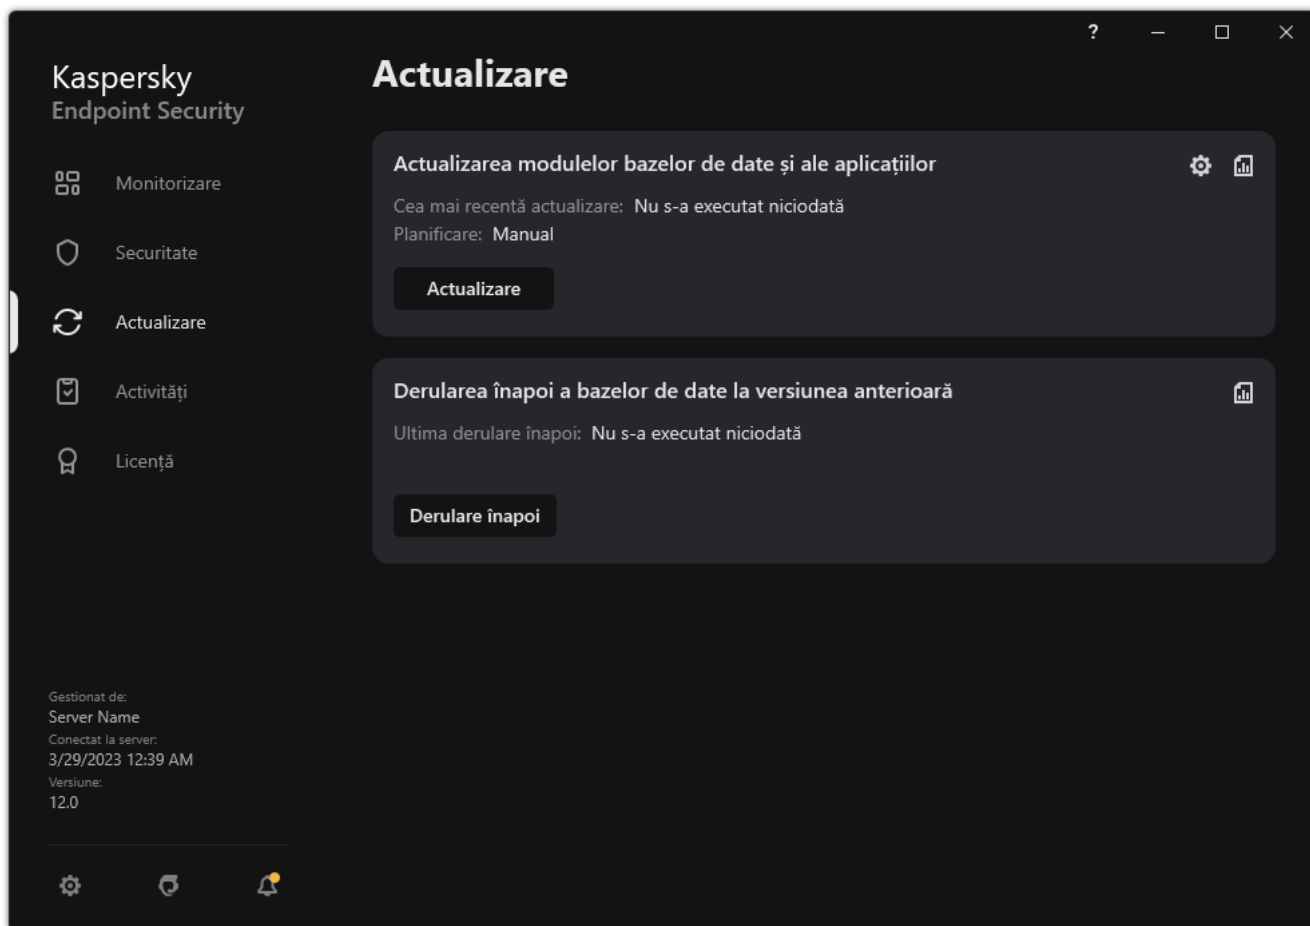 ?
Kaspersky
Endpoint Security
Monitorizare
Securitate
Actualizare
Activități
Licență
Gestionat de:
Server Name
Conectat la server:
3/29/2023 12:39 AM
Versiune:
12.0
Actualizare
Actualizarea modulelor bazelor de date și ale aplicațiilor
Cea mai recentă actualizare: Nu s-a executat niciodată
Planificare: Manual
Actualizare
Derularea înapoi a bazelor de date la versiunea anterioară
Ultima derulare înapoi: Nu s-a executat niciodată
Derulare înapoi